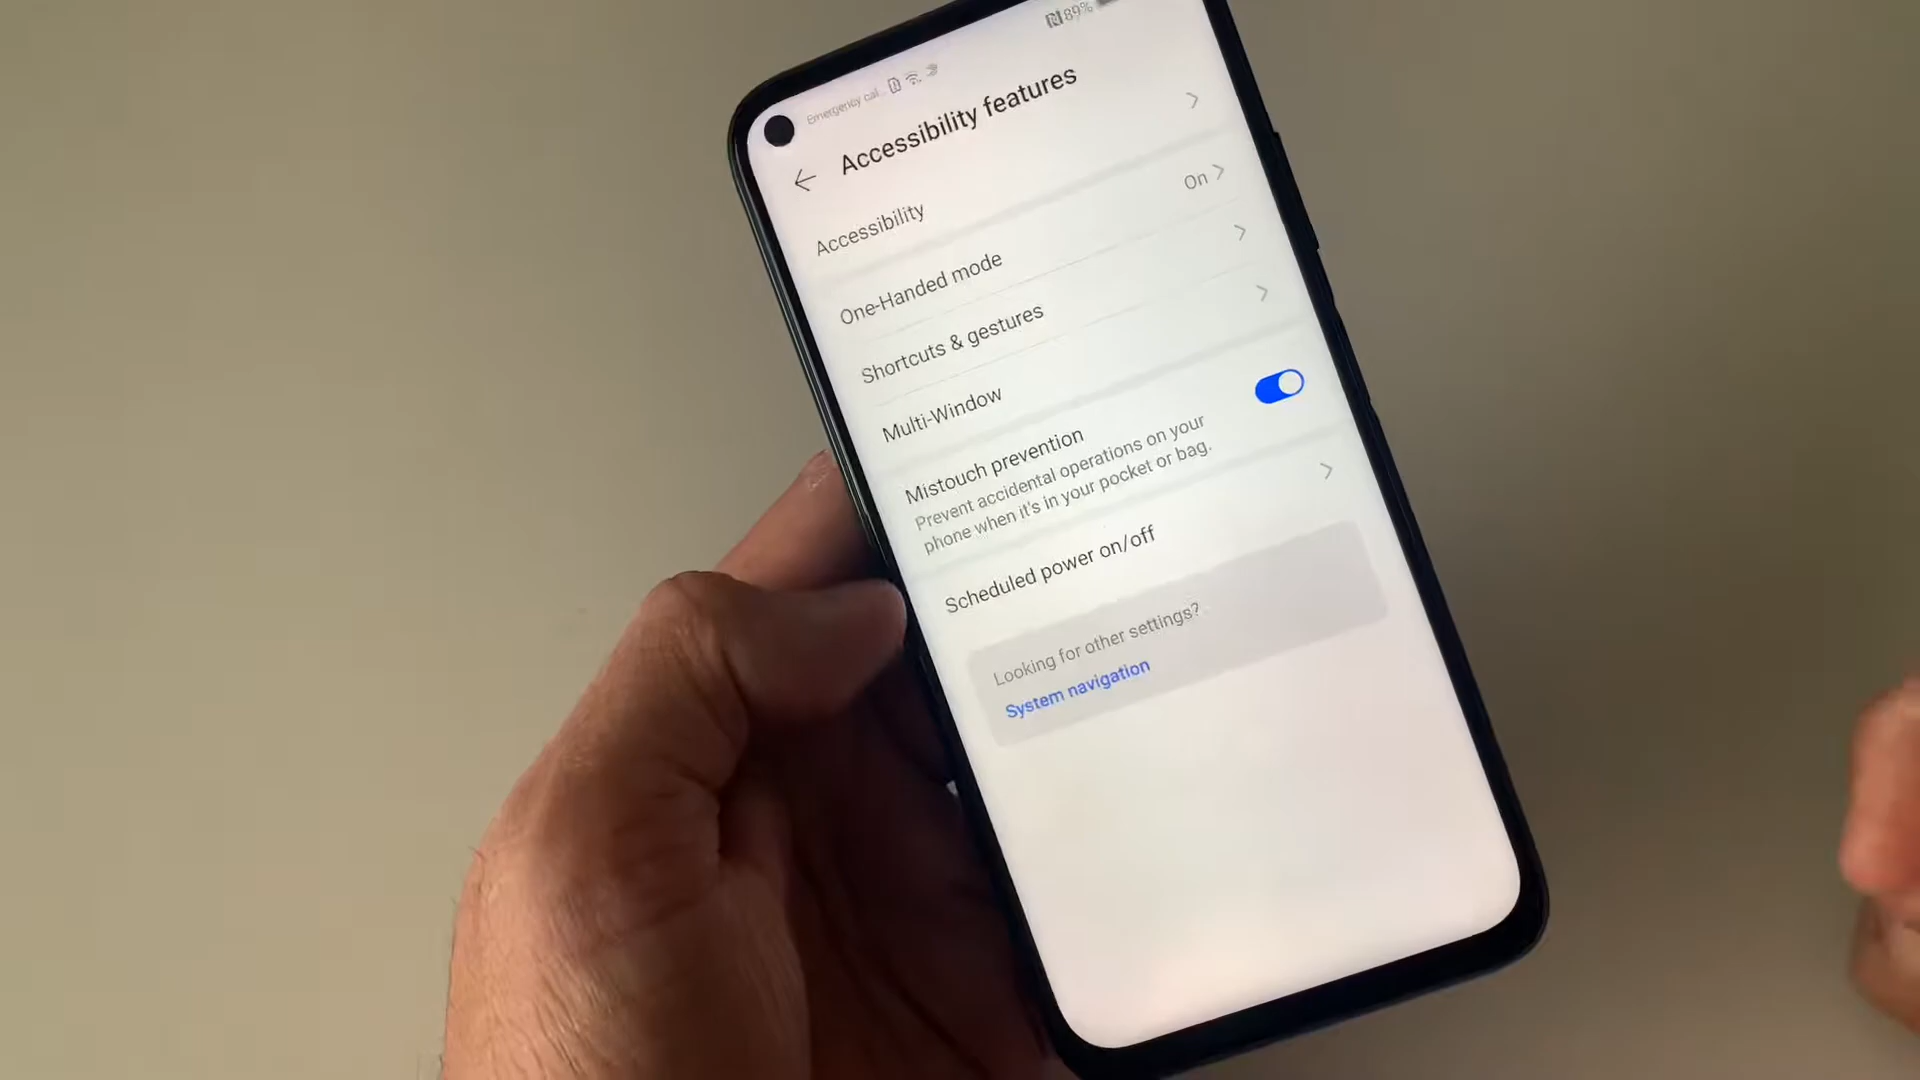 Emergency cal...
89%
Accessibility features
Accessibility
One-Handed mode
On
Shortcuts & gestures
Multi-Window
Mistouch prevention
Prevent accidental operations on your
phone when it's in your pocket or bag.
Scheduled power on/off
Looking for other settings?
System navigation